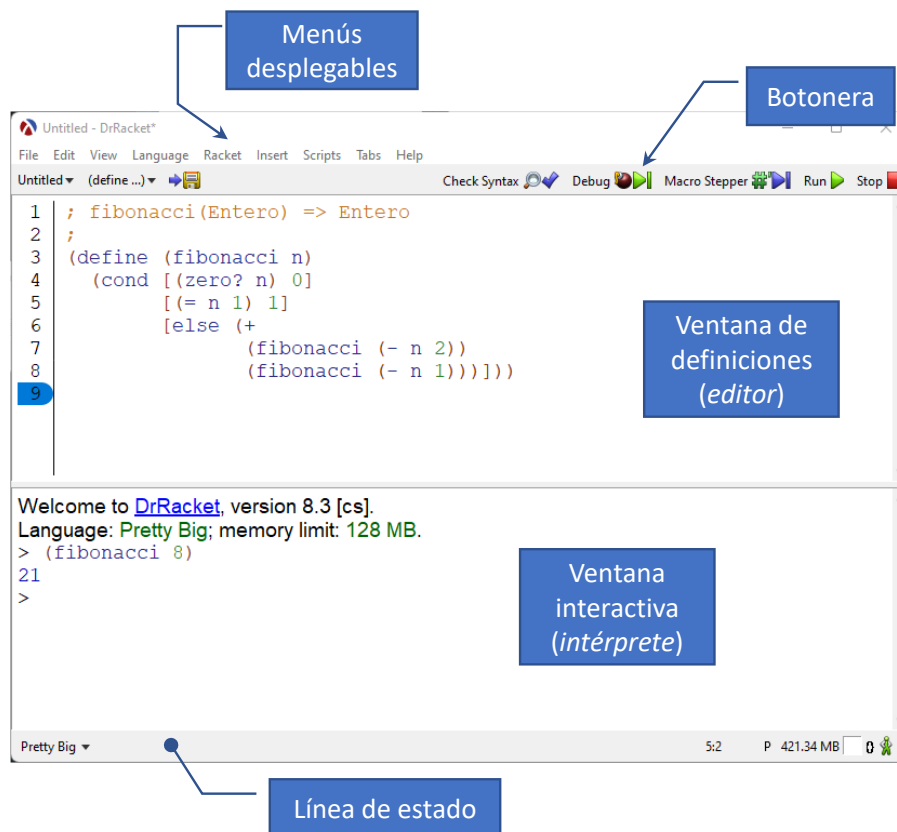 Menús
desplegables
Botonera
Untitled - DrRacket*
File Edit View Language Racket Insert Scripts Tabs Help
Untitled (define ...) Check Syntax Debug Macro Stepper Run Stop
1 ; fibonacci(Entero) => Entero
2 ;
3 (define (fibonacci n)
4 (cond [(zero? n) 0]
5 [(= n 1) 1]
6 [else (+
7 (fibonacci (- n 2))
8 (fibonacci (- n 1)))]))
9
Ventana de
definiciones
(editor)
Welcome to DrRacket, version 8.3 [cs].
Language: Pretty Big; memory limit: 128 MB.
> (fibonacci 8)
21
>
Ventana
interactiva
(intérprete)
Pretty Big 5:2 P 421.34 MB
Línea de estado